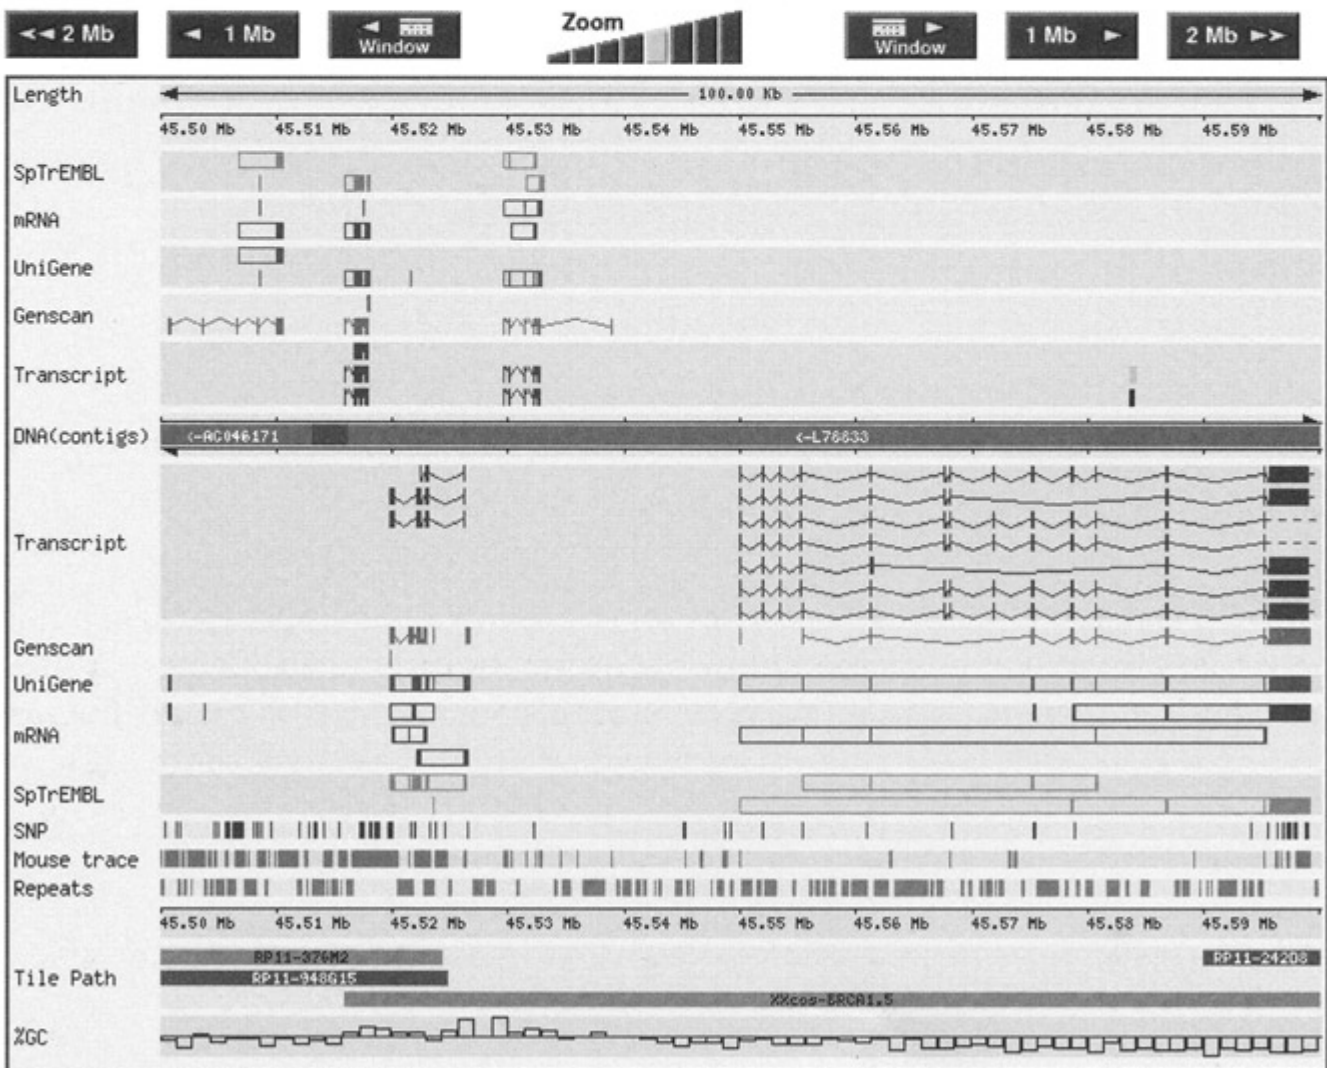 ◄◄ 2 Mb
◄ 1 Mb
◄ Window
Zoom
► Window
1 Mb ►
2 Mb ►►
Length
100.00 Kb
45.50 Mb 45.51 Mb 45.52 Mb 45.53 Mb 45.54 Mb 45.55 Mb 45.56 Mb 45.57 Mb 45.58 Mb 45.59 Mb
SpTrEMBL
mRNA
UniGene
Genscan
Transcript
DNA(contigs) <-AC046171 <-L78833
Transcript
Genscan
UniGene
mRNA
SpTrEMBL
SNP
Mouse trace
Repeats
45.50 Mb 45.51 Mb 45.52 Mb 45.53 Mb 45.54 Mb 45.55 Mb 45.56 Mb 45.57 Mb 45.58 Mb 45.59 Mb
RP11-376M2 RP11-242D8
Tile Path RP11-948G15
XXcos-BRCA1.5
%GC